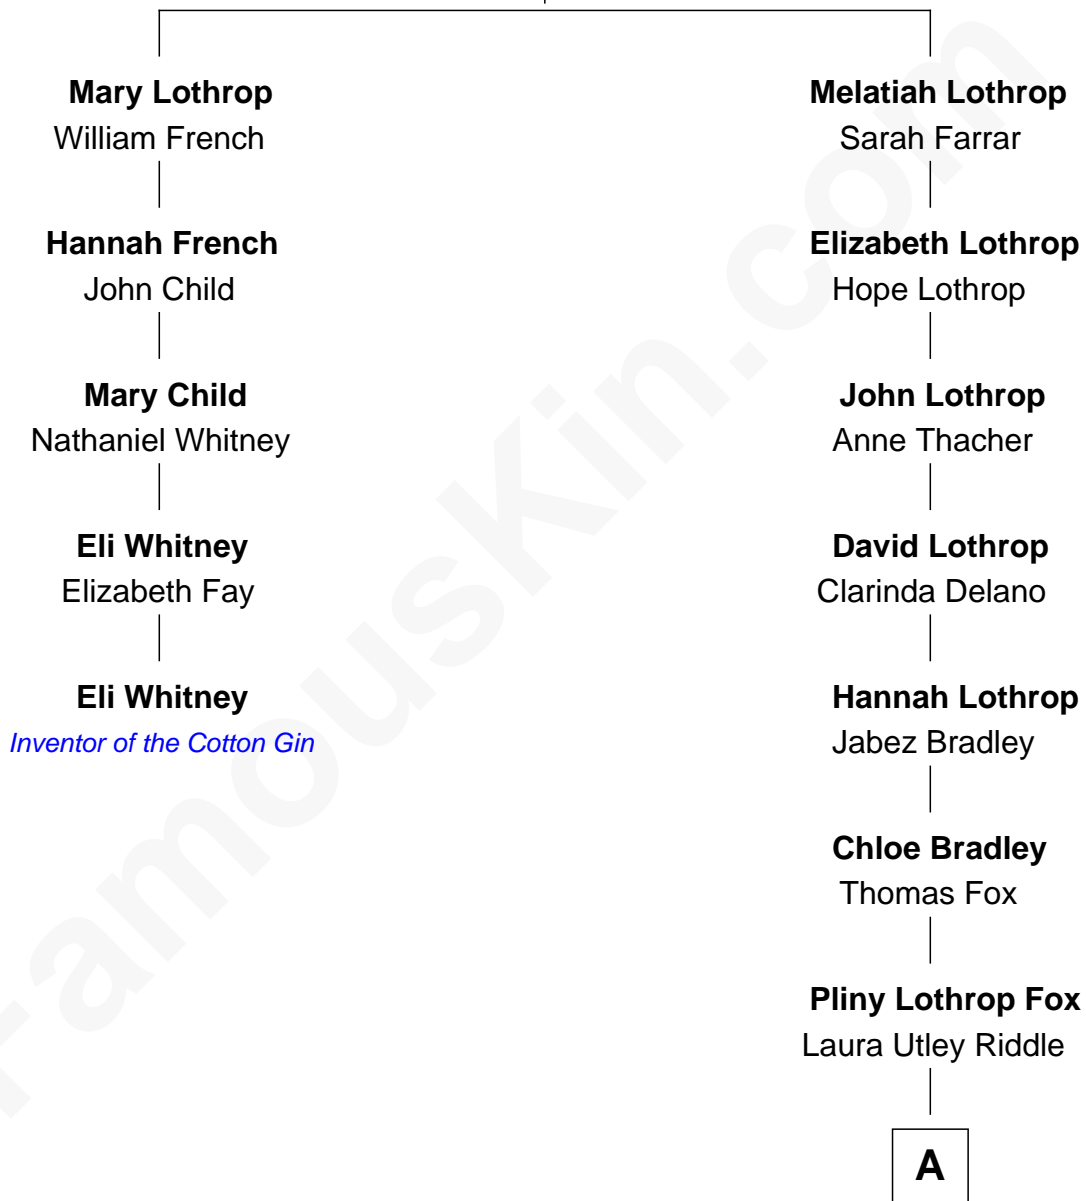 Mary Lothrop
William French
Hannah French
John Child
Mary Child
Nathaniel Whitney
Eli Whitney
Elizabeth Fay
Eli Whitney
Inventor of the Cotton Gin
Melatiah Lothrop
Sarah Farrar
Elizabeth Lothrop
Hope Lothrop
John Lothrop
Anne Thacher
David Lothrop
Clarinda Delano
Hannah Lothrop
Jabez Bradley
Chloe Bradley
Thomas Fox
Pliny Lothrop Fox
Laura Utley Riddle
A
FamousKin.com